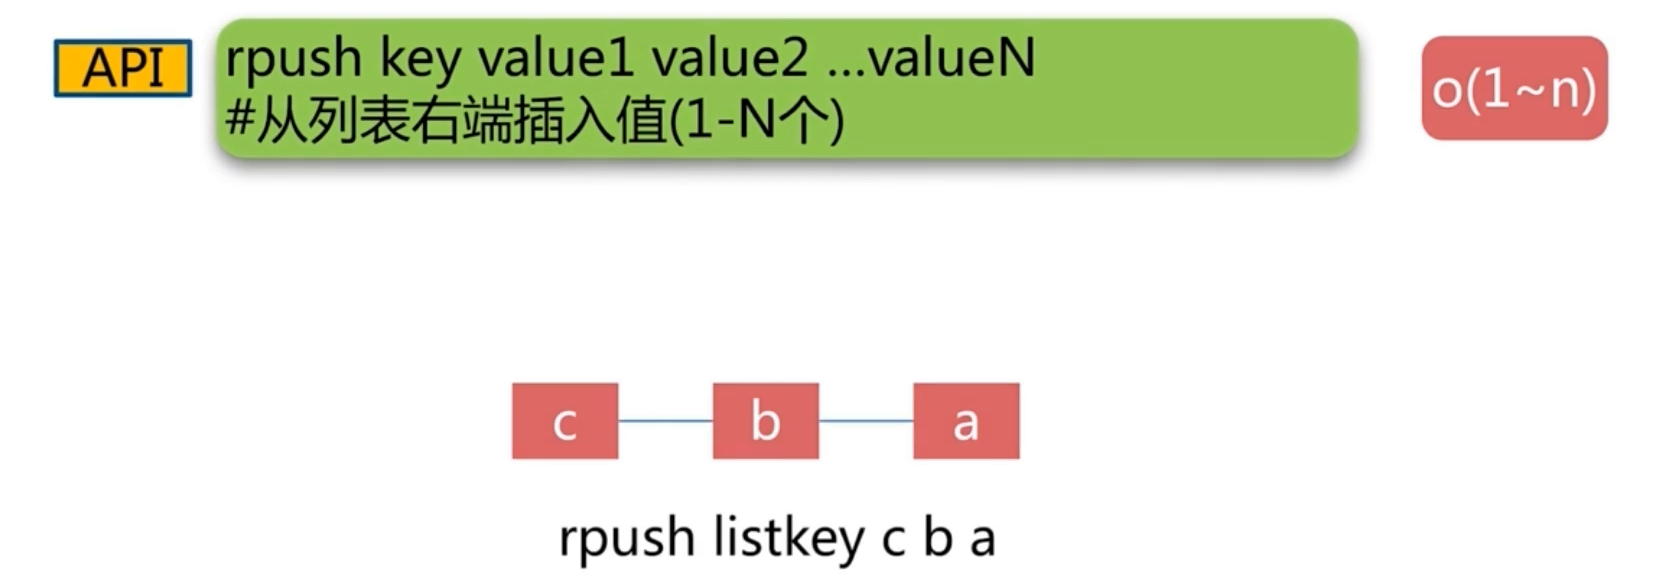 API
rpush key value1 value2 ...valueN
#从列表右端插入值(1-N个)
o(1~n)
c
b
a
rpush listkey c b a